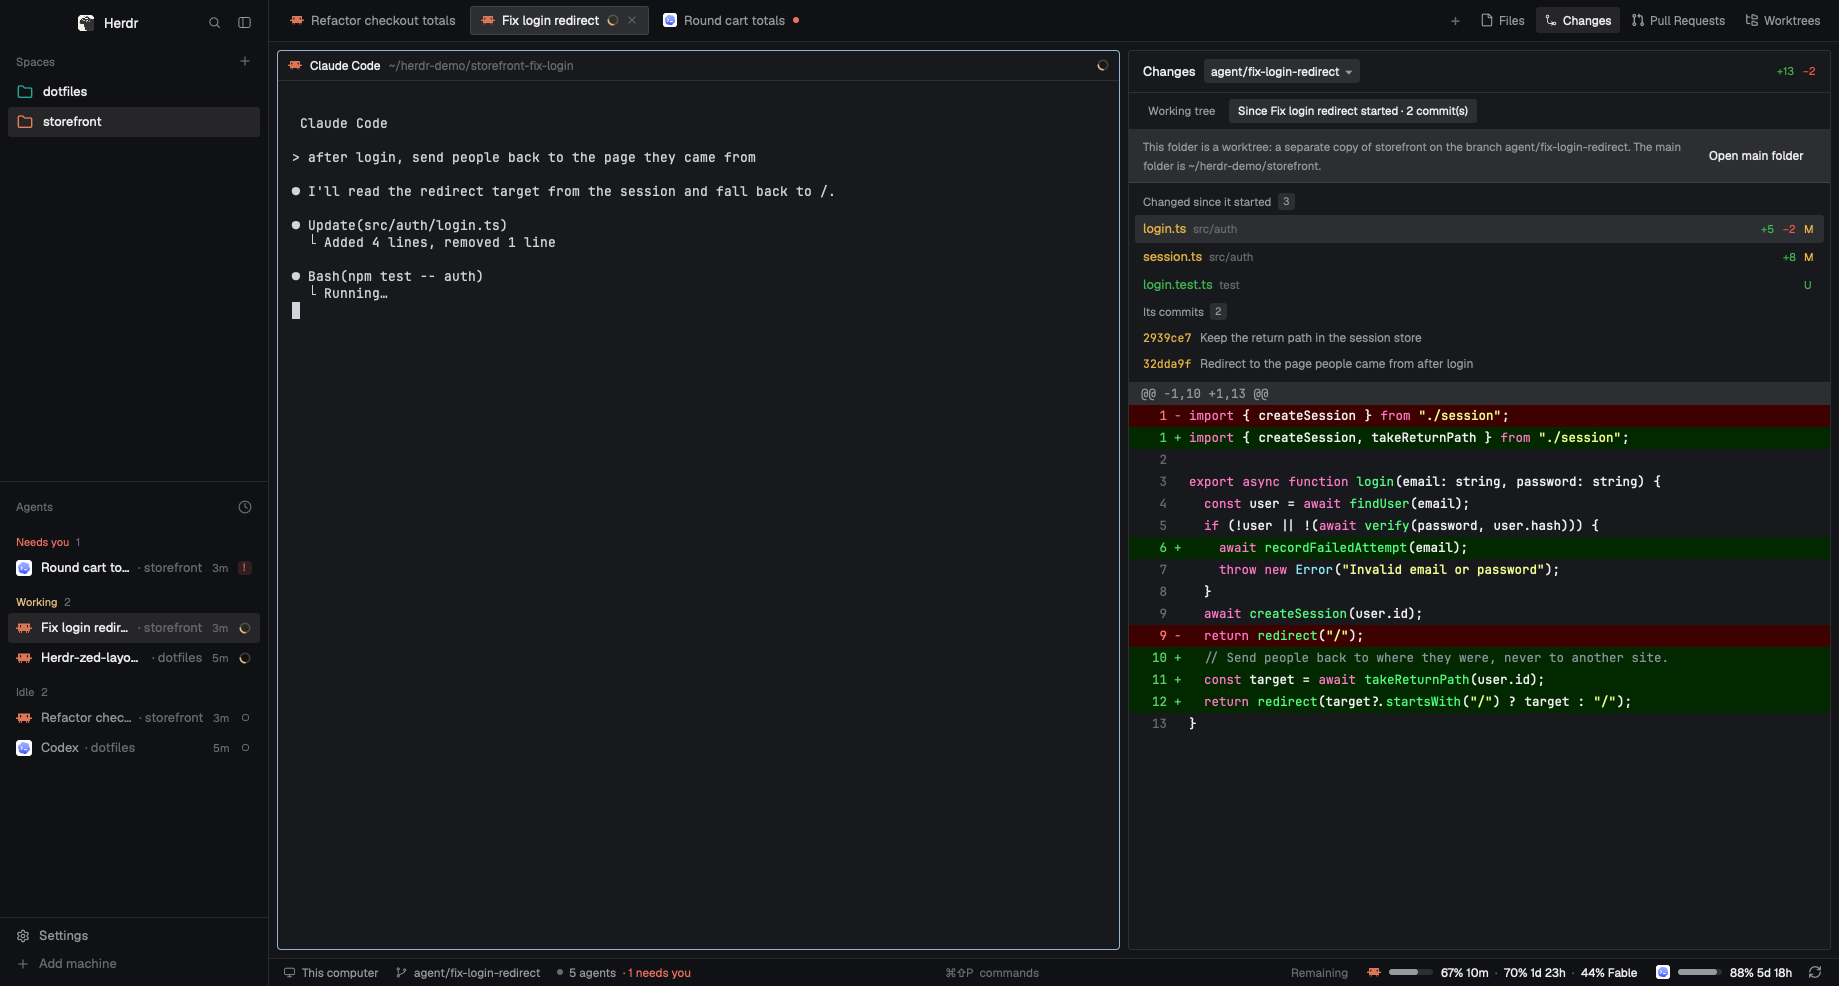 Herdr
Spaces
dotfiles
storefront
Agents
Needs you 1
Round cart to... · storefront 3m !
Working 2
Fix login redir... · storefront 3m
Herdr-zed-layo... · dotfiles 5m
Idle 2
Refactor chec... · storefront 3m
Codex · dotfiles 5m
Settings
Add machine
Refactor checkout totals
Fix login redirect
Round cart totals
Files
Changes
Pull Requests
Worktrees
Claude Code ~/herdr-demo/storefront-fix-login
Claude Code
> after login, send people back to the page they came from
● I'll read the redirect target from the session and fall back to /.
● Update(src/auth/login.ts)
└ Added 4 lines, removed 1 line
● Bash(npm test -- auth)
└ Running…
Changes agent/fix-login-redirect +13 −2
Working tree Since Fix login redirect started · 2 commit(s)
This folder is a worktree: a separate copy of storefront on the branch agent/fix-login-redirect. The main
folder is ~/herdr-demo/storefront.
Open main folder
Changed since it started 3
login.ts src/auth +5 −2 M
session.ts src/auth +8 M
login.test.ts test U
Its commits 2
2939ce7 Keep the return path in the session store
32dda9f Redirect to the page people came from after login
@@ -1,10 +1,13 @@
1 - import { createSession } from "./session";
1 + import { createSession, takeReturnPath } from "./session";
2
3 export async function login(email: string, password: string) {
4 const user = await findUser(email);
5 if (!user || !(await verify(password, user.hash))) {
6 + await recordFailedAttempt(email);
7 throw new Error("Invalid email or password");
8 }
9 await createSession(user.id);
9 - return redirect("/");
10 + // Send people back to where they were, never to another site.
11 + const target = await takeReturnPath(user.id);
12 + return redirect(target?.startsWith("/") ? target : "/");
13 }
This computer
agent/fix-login-redirect
5 agents · 1 needs you
⌘⇧P commands
Remaining 67% 10m · 70% 1d 23h · 44% Fable 88% 5d 18h